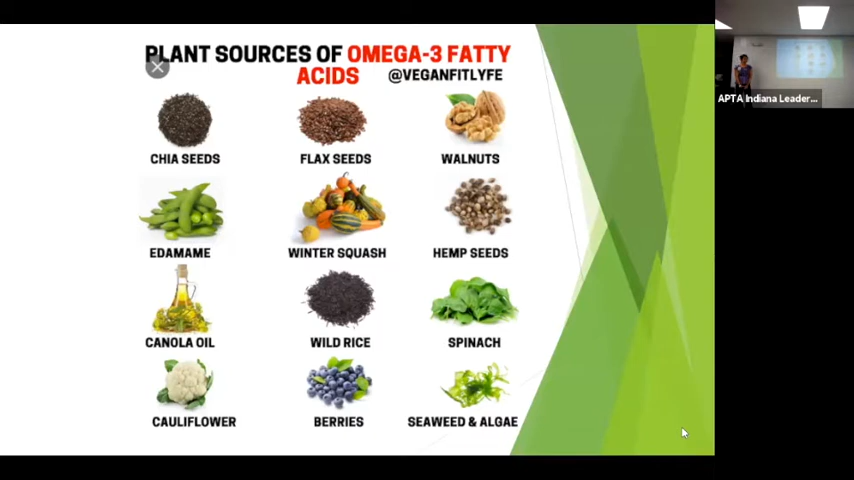 PLANT SOURCES OF OMEGA-3 FATTY
ACIDS @VEGANFITLYFE
CHIA SEEDS
FLAX SEEDS
WALNUTS
EDAMAME
WINTER SQUASH
HEMP SEEDS
CANOLA OIL
WILD RICE
SPINACH
CAULIFLOWER
BERRIES
SEAWEED & ALGAE
APTA Indiana Leader...